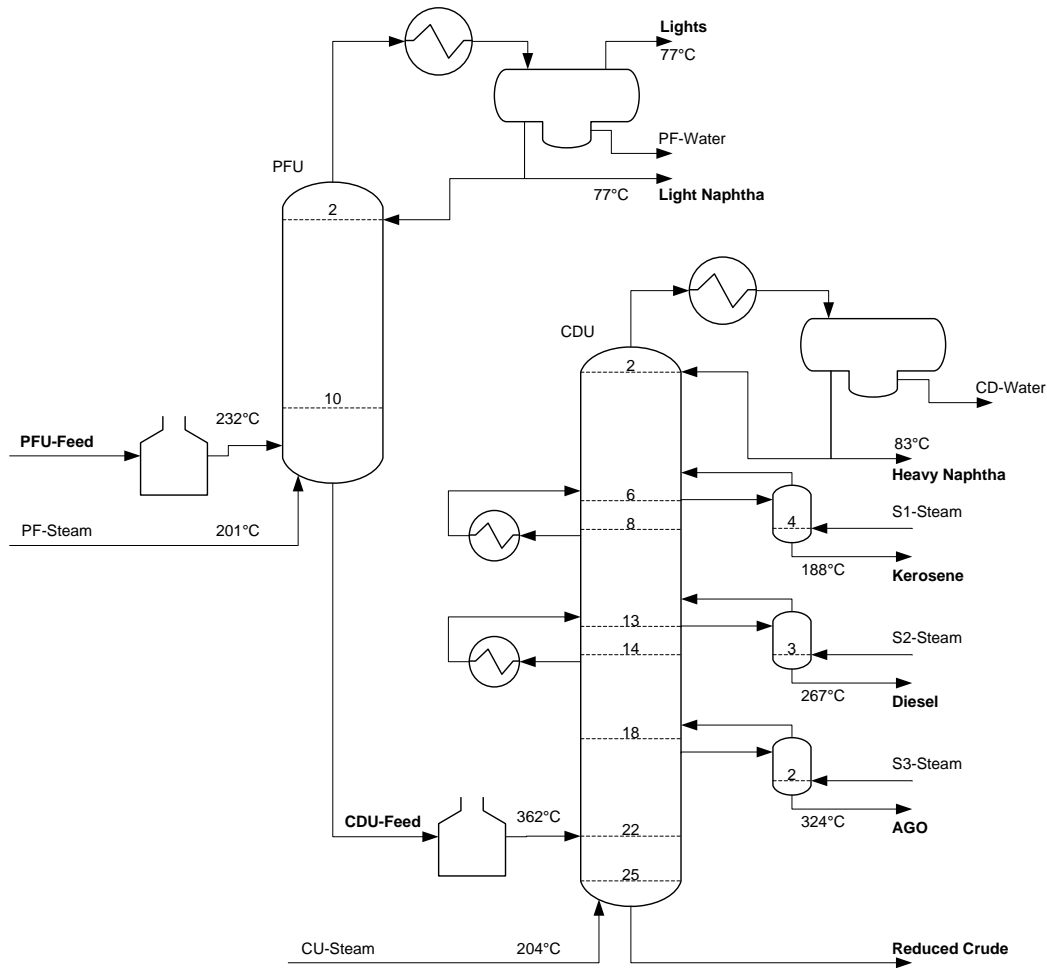 Lights
77°C
PF-Water
PFU
77°C
Light Naphtha
2
CDU
2
CD-Water
10
232°C
PFU-Feed
83°C
Heavy Naphtha
6
S1-Steam
PF-Steam
201°C
8
4
188°C
Kerosene
13
S2-Steam
14
3
267°C
Diesel
18
S3-Steam
2
324°C
AGO
CDU-Feed
362°C
22
25
CU-Steam
204°C
Reduced Crude